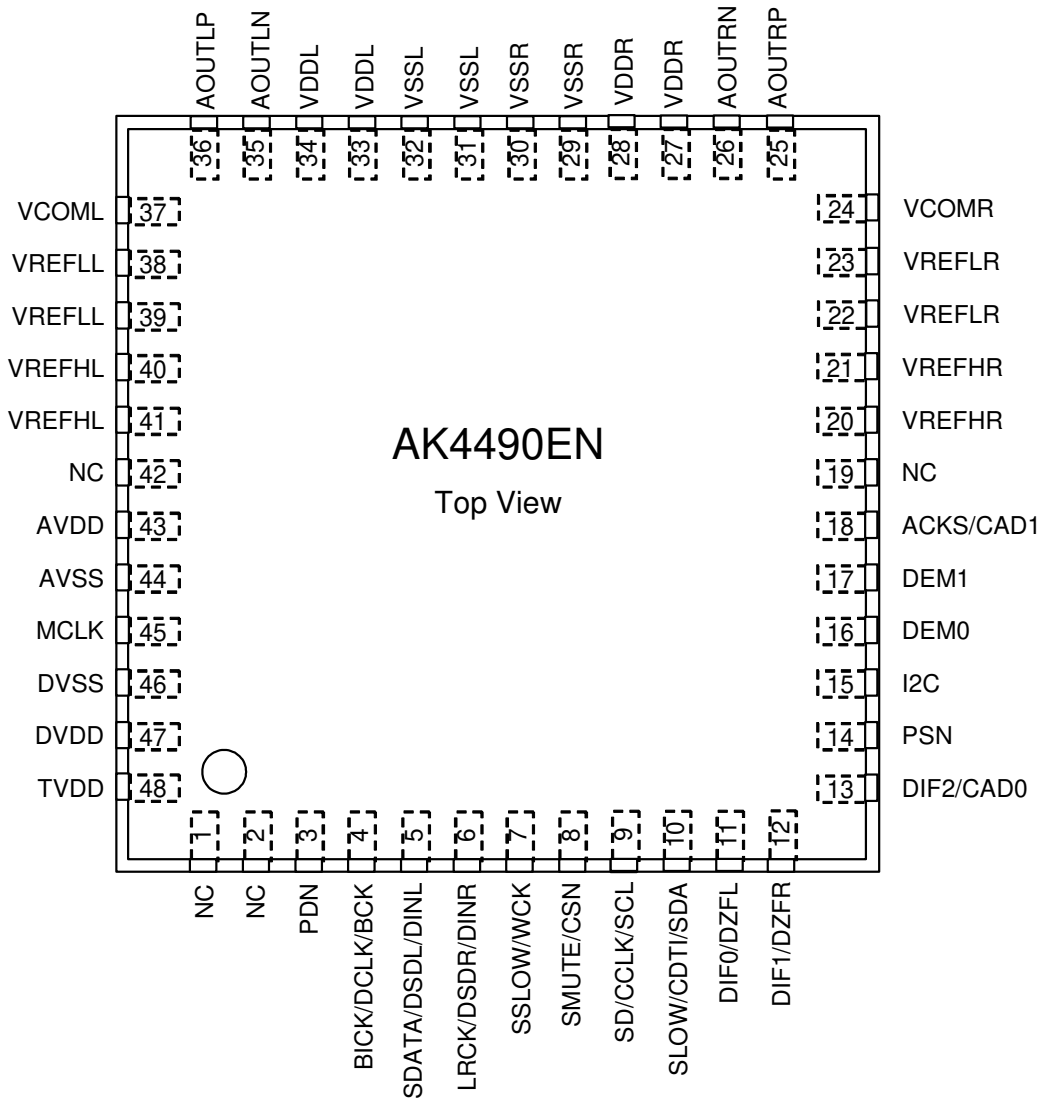 AOUTLP
AOUTLN
VDDL
VDDL
VSSL
VSSL
VSSR
VSSR
VDDR
VDDR
AOUTRN
AOUTRP
36
35
34
33
32
31
30
29
28
27
26
25
VCOML 37
VREFLL 38
VREFLL 39
VREFHL 40
VREFHL 41
NC 42
AVDD 43
AVSS 44
MCLK 45
DVSS 46
DVDD 47
TVDD 48
AK4490EN
Top View
24 VCOMR
23 VREFLR
22 VREFLR
21 VREFHR
20 VREFHR
19 NC
18 ACKS/CAD1
17 DEM1
16 DEM0
15 I2C
14 PSN
13 DIF2/CAD0
1
2
3
4
5
6
7
8
9
10
11
12
NC
NC
PDN
BICK/DCLK/BCK
SDATA/DSDL/DINL
LRCK/DSDR/DINR
SSLOW/WCK
SMUTE/CSN
SD/CCLK/SCL
SLOW/CDTI/SDA
DIF0/DZFL
DIF1/DZFR